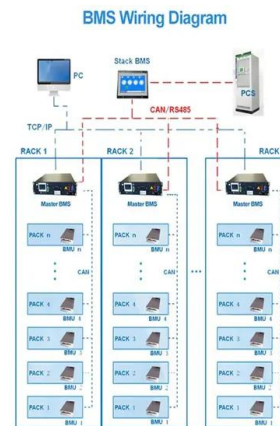 BMS Wiring Diagram
PC
Stack BMS
PCS
CAN/RS485
TCP/IP
RACK 1
RACK 2
RACK
Master BMS
Master BMS
Master BMS
PACK n
BMU n
PACK n
BMU n
PACK n
BMU n
CAN
CAN
CAN
PACK 4
BMU 4
PACK 4
BMU 4
PACK 4
BMU 4
PACK 3
BMU 3
PACK 3
BMU 3
PACK 3
BMU
PACK 2
BMU 2
PACK 2
BMU 2
PACK 2
BMU 2
PACK 1
BMU 1
PACK 1
BMU 1
PACK 1
BMU 1